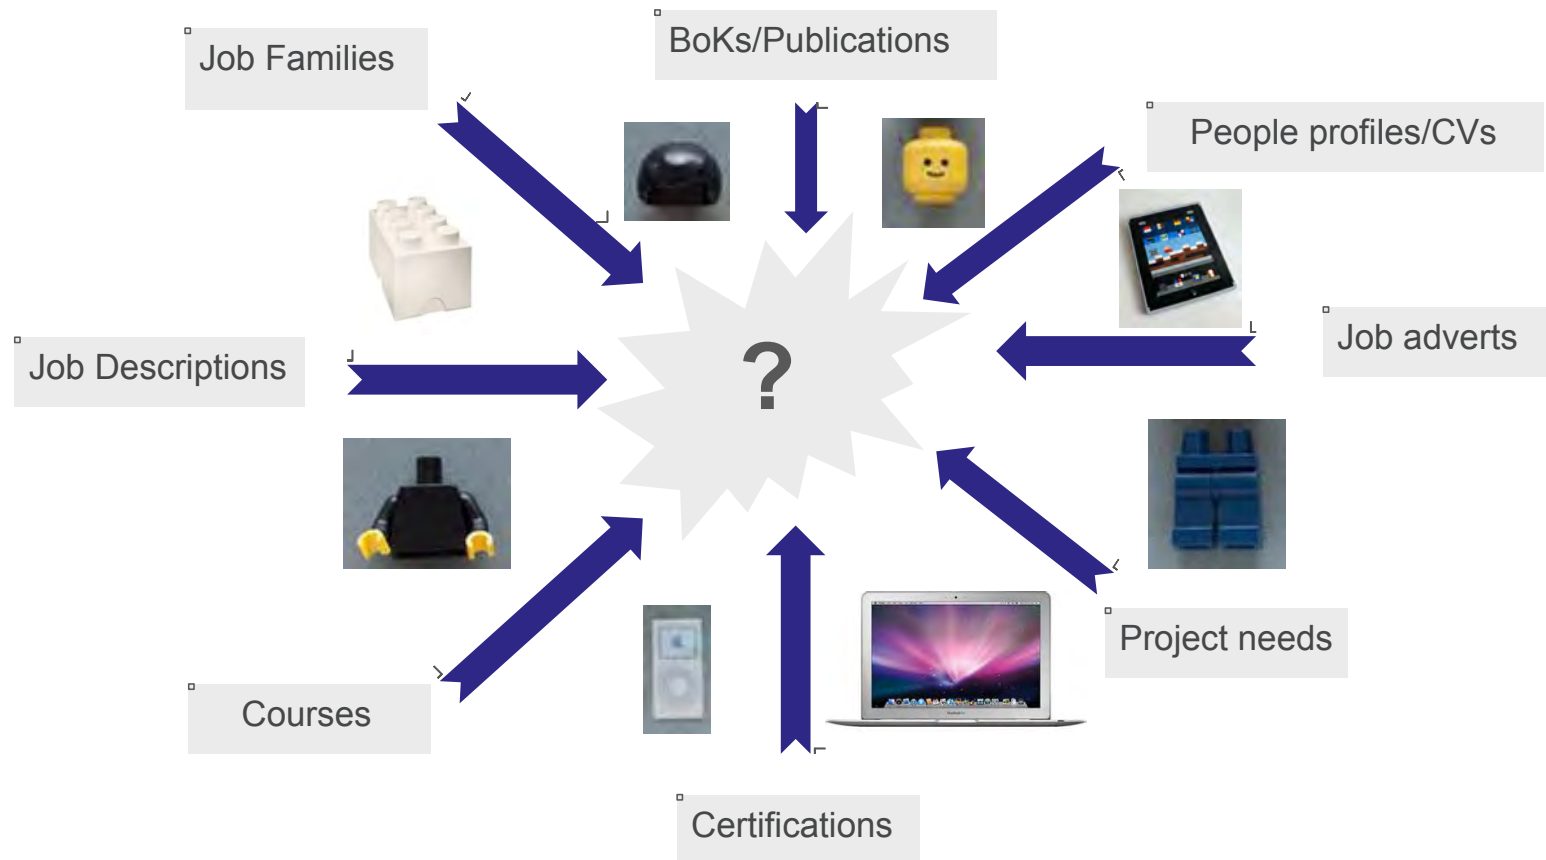 BoKs/Publications
Job Families
People profiles/CVs
Job adverts
Job Descriptions
?
Project needs
Courses
Certifications